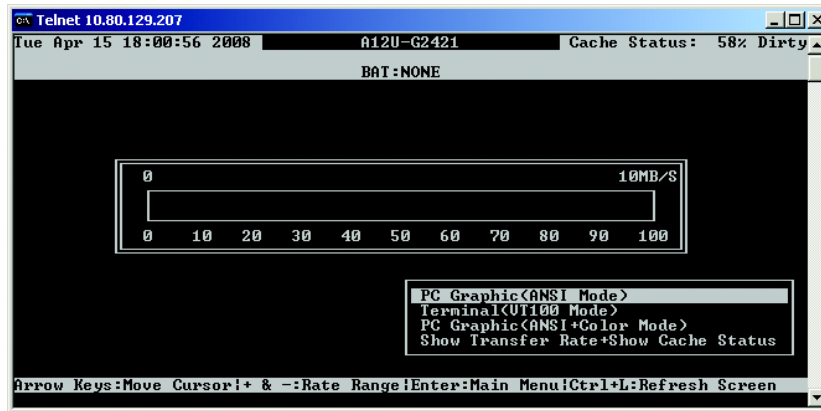 Telnet 10.80.129.207
Tue Apr 15 18:00:56 2008 A12U-G2421 Cache Status: 58% Dirty
BAT:NONE
0 10MB/S
0 10 20 30 40 50 60 70 80 90 100
PC Graphic(ANSI Mode)
Terminal(VT100 Mode)
PC Graphic(ANSI+Color Mode)
Show Transfer Rate+Show Cache Status
Arrow Keys:Move Cursor|+ & -:Rate Range|Enter:Main Menu|Ctrl+L:Refresh Screen